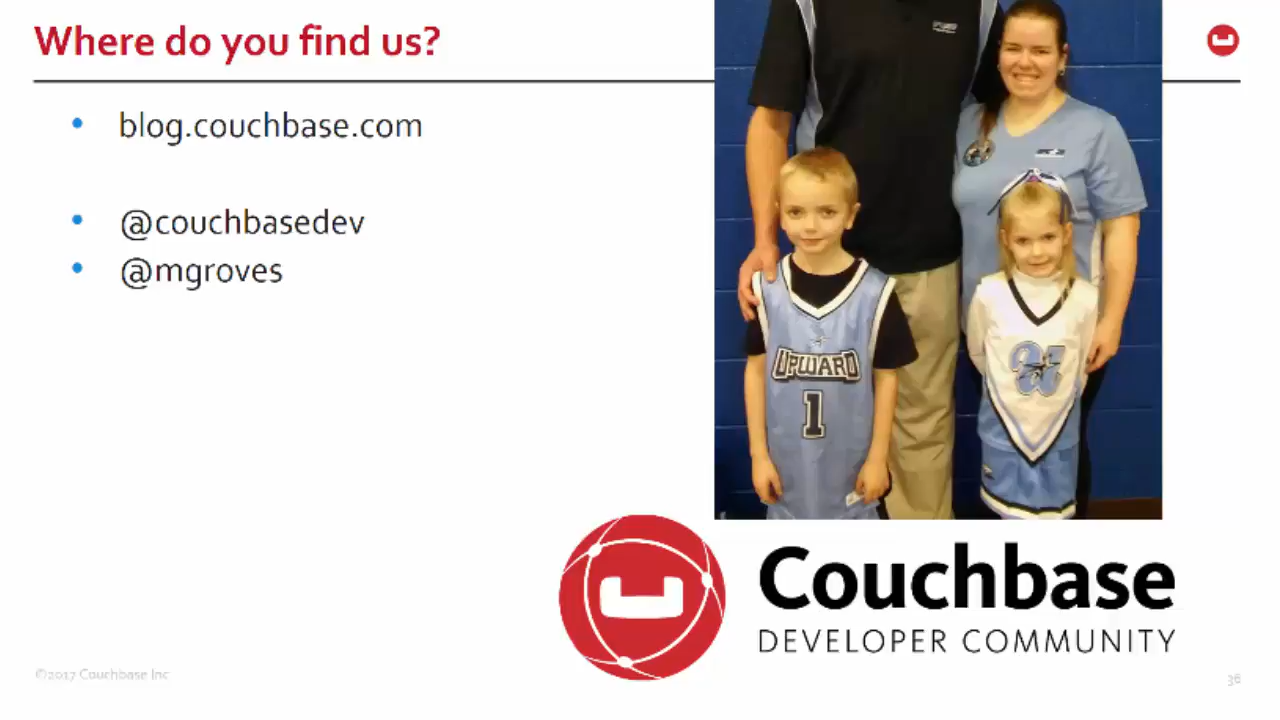 Where do you find us?
• blog.couchbase.com
• @couchbasedev
• @mgroves
UPWARD
1
Couchbase
DEVELOPER COMMUNITY
©2017 Couchbase Inc
36